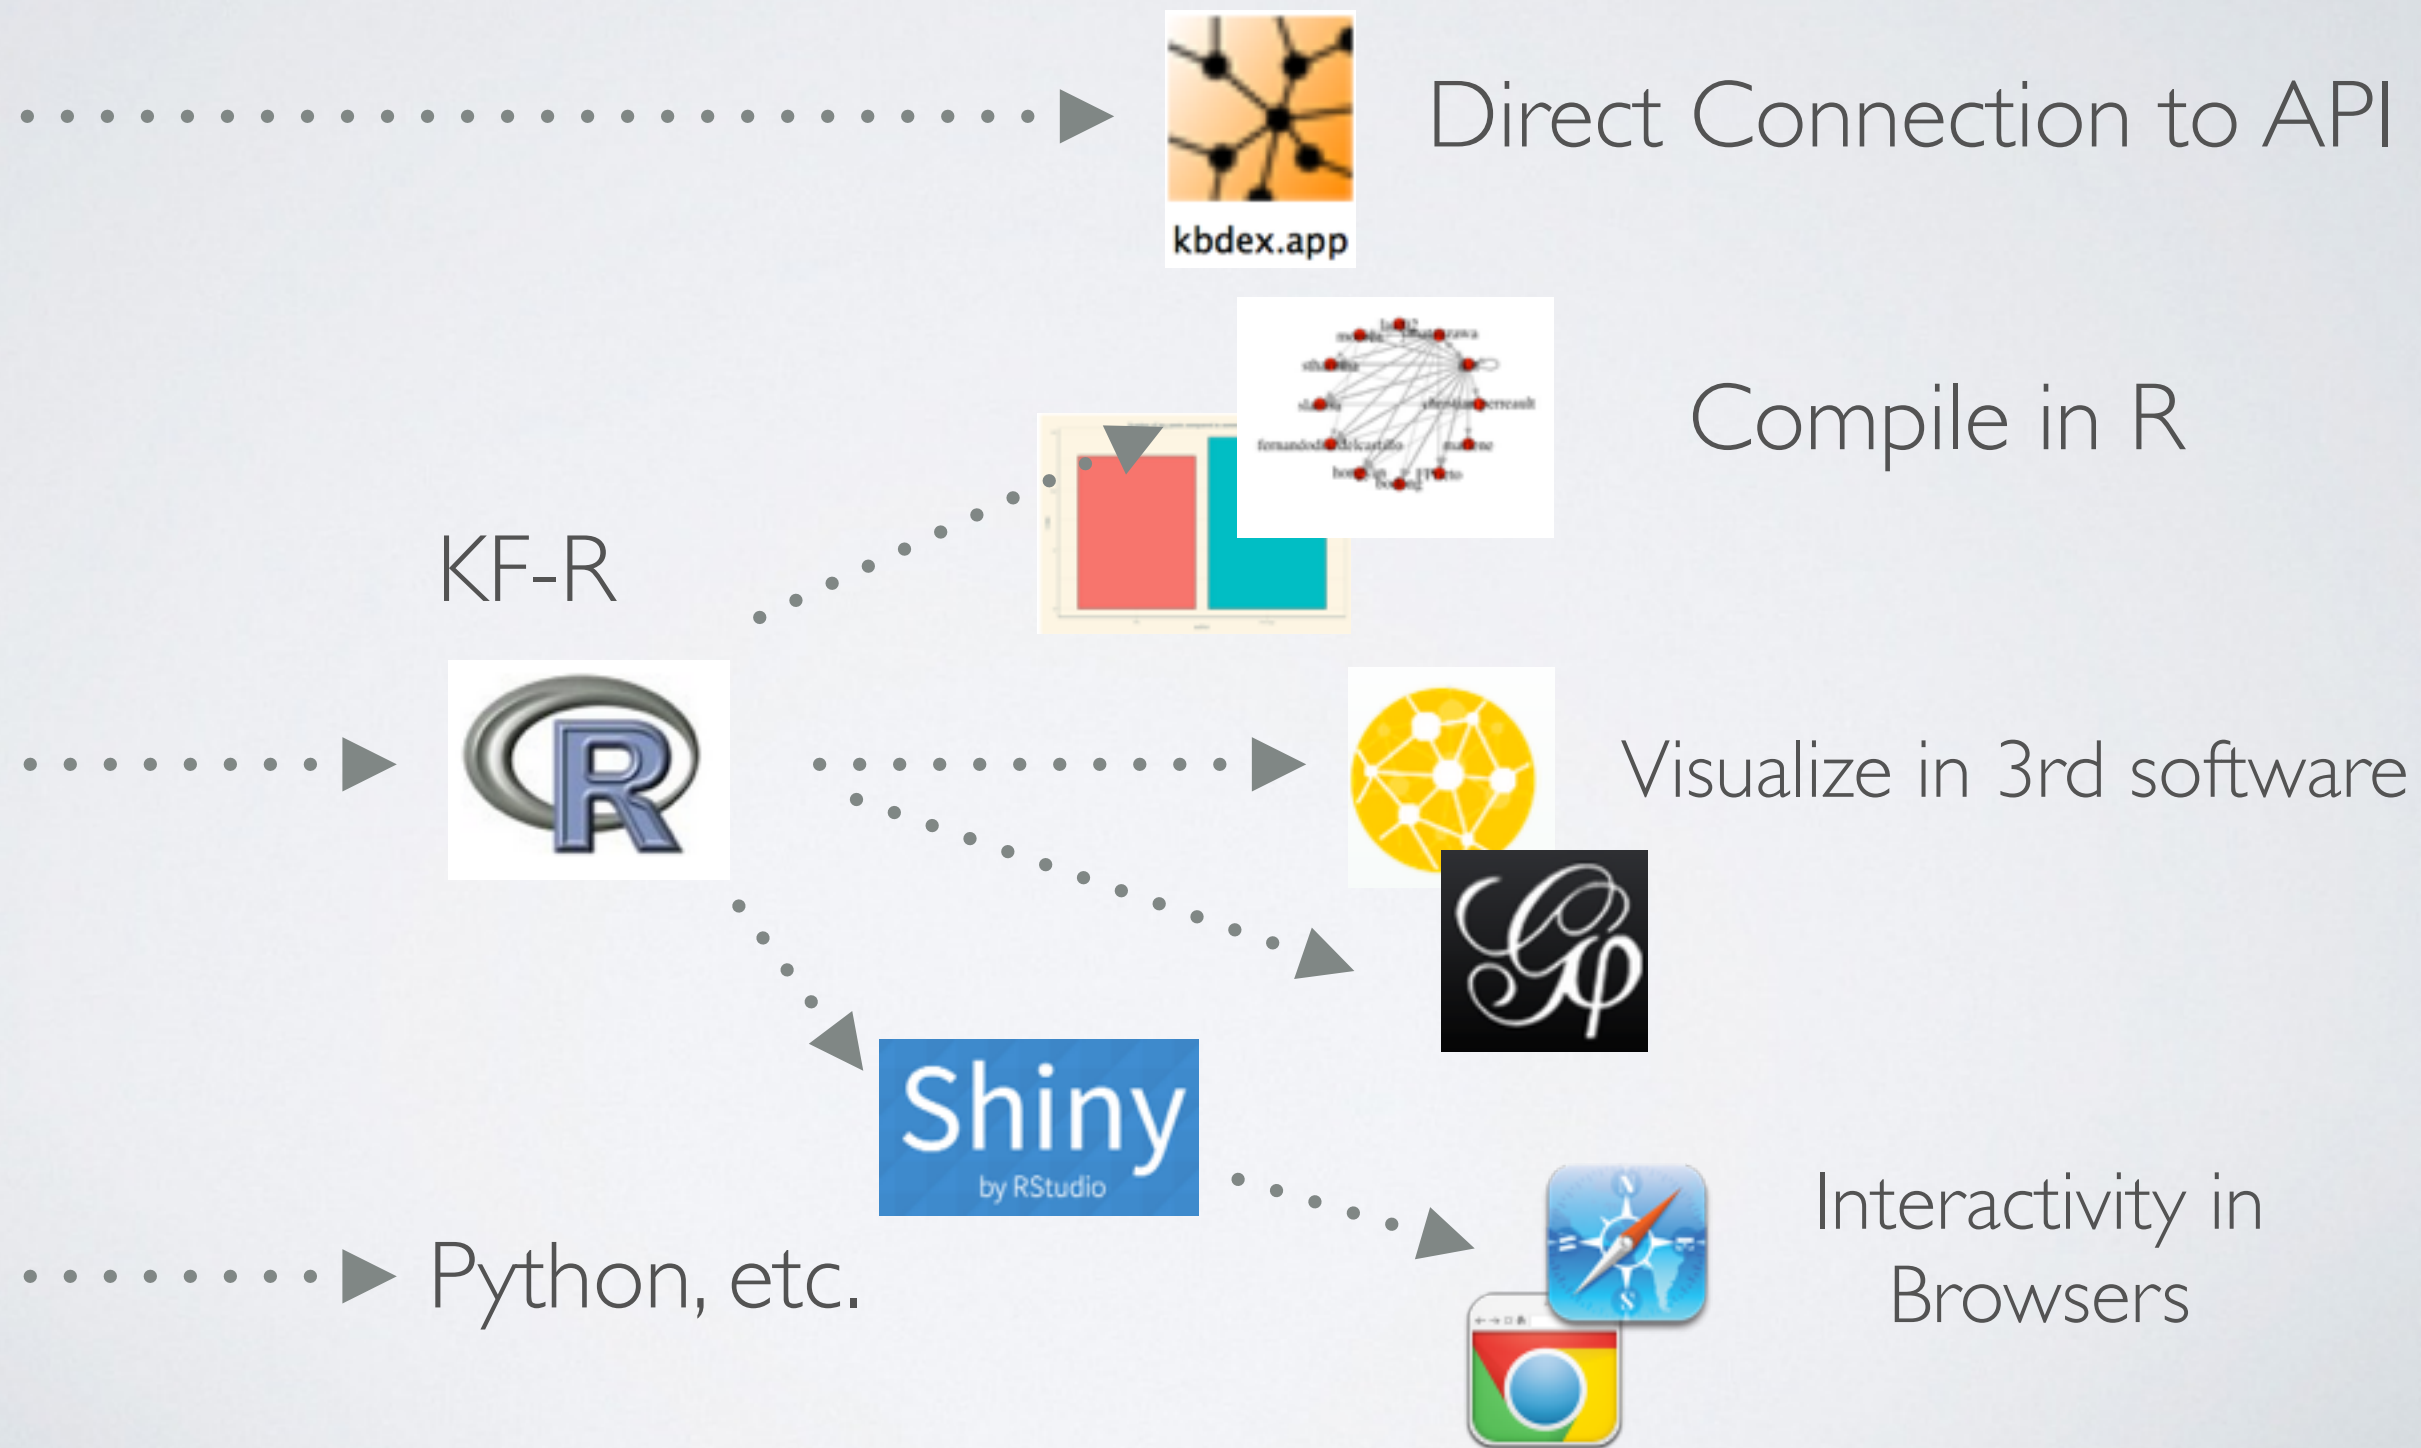 Direct Connection to API
kbdex.app
Compile in R
KF-R
R
Visualize in 3rd software
Shiny
by RStudio
Interactivity in
Browsers
Python, etc.